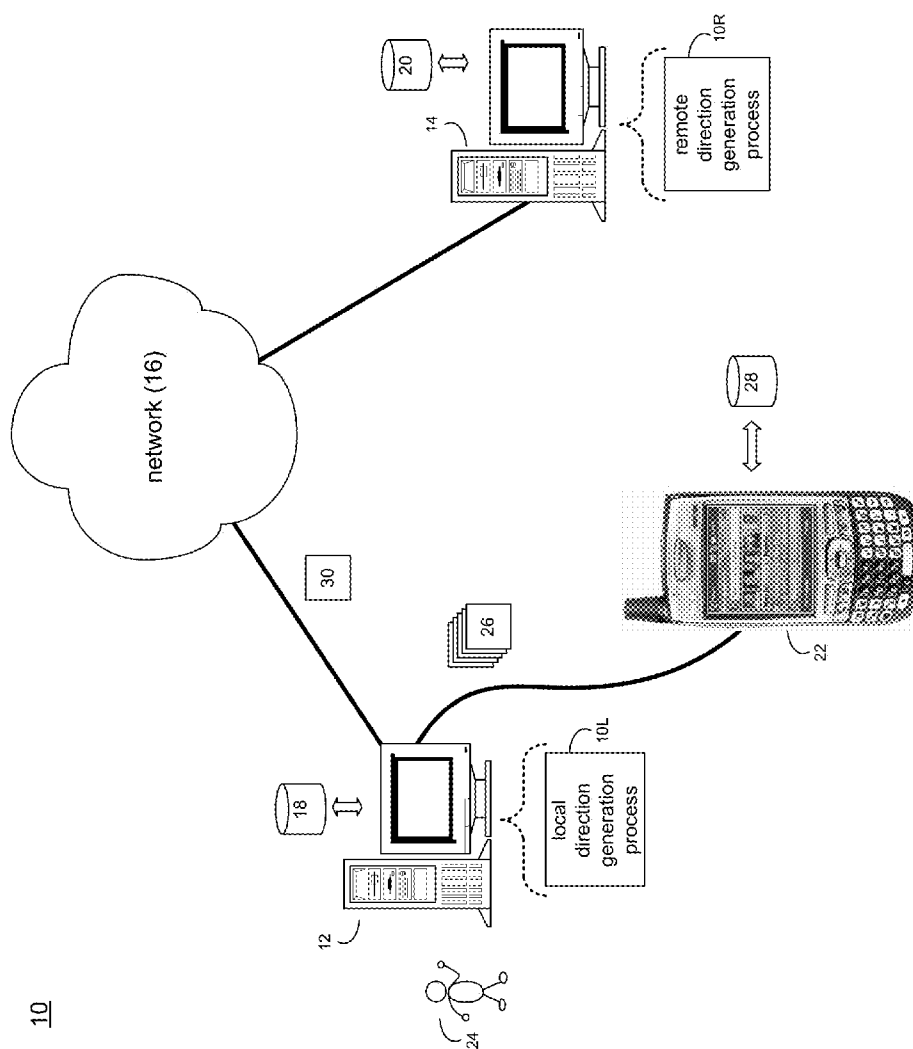 10
network (16)
20
14
remote
direction
generation
process
10R
30
26
28
22
18
12
24
local
direction
generation
process
10L